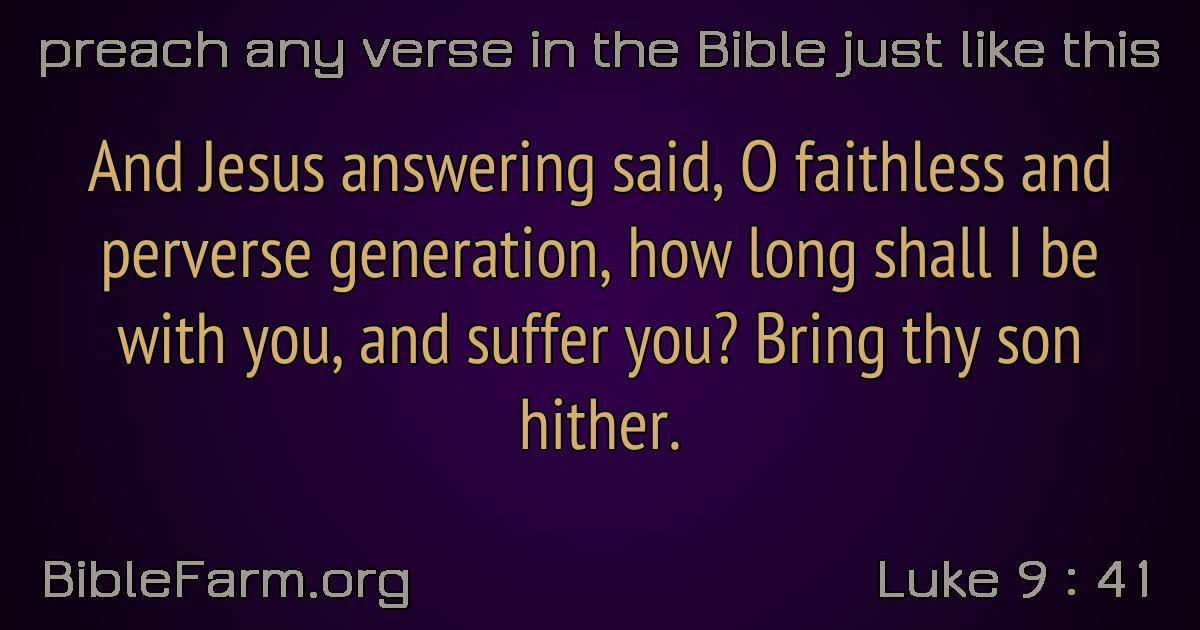 preach any verse in the Bible just like this
And Jesus answering said, O faithless and
perverse generation, how long shall I be
with you, and suffer you? Bring thy son
hither.
BibleFarm.org
Luke 9 : 41